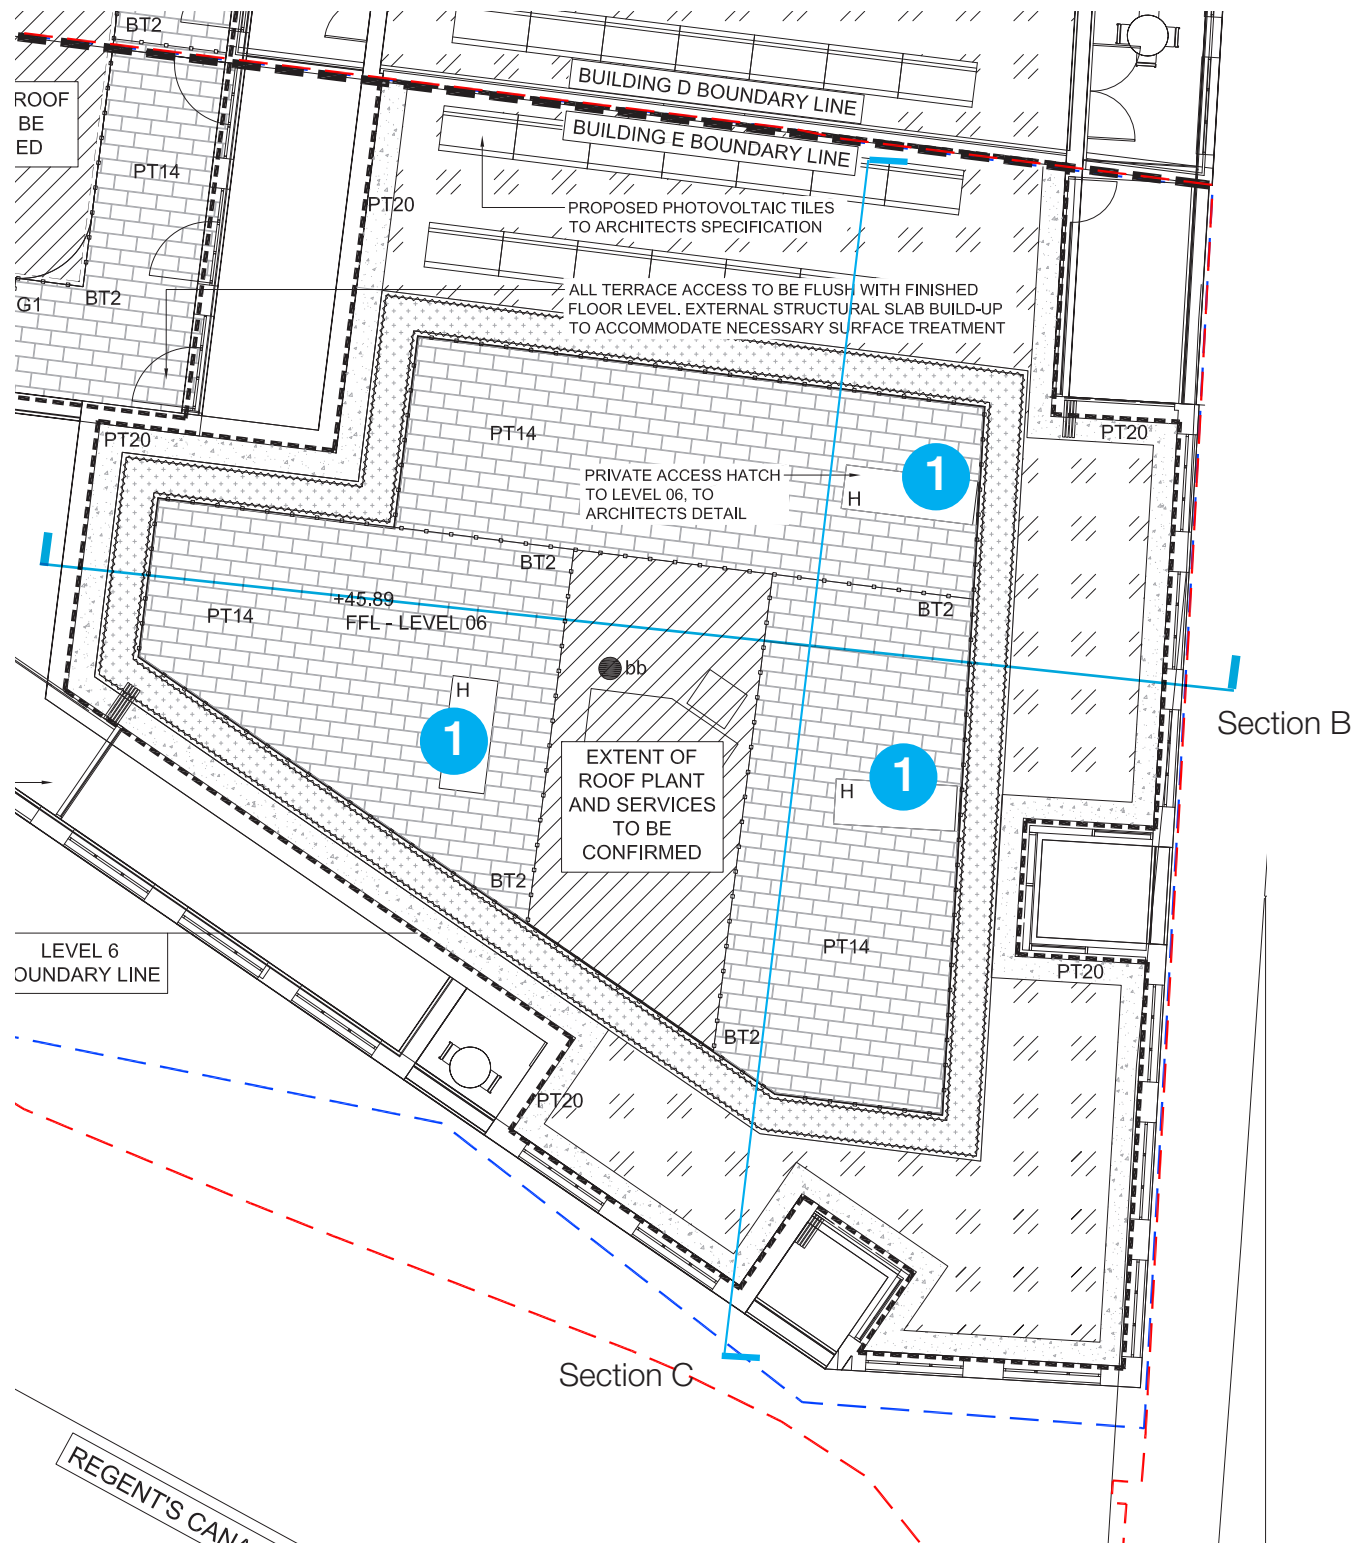 BT2
BUILDING D BOUNDARY LINE
ROOF
BE
ED
BUILDING E BOUNDARY LINE
PT14
PT20
PROPOSED PHOTOVOLTAIC TILES
TO ARCHITECTS SPECIFICATION
G1
BT2
ALL TERRACE ACCESS TO BE FLUSH WITH FINISHED
FLOOR LEVEL. EXTERNAL STRUCTURAL SLAB BUILD-UP
TO ACCOMMODATE NECESSARY SURFACE TREATMENT
PT20
PT14
PT20
PRIVATE ACCESS HATCH
TO LEVEL 06, TO
ARCHITECTS DETAIL
H
1
BT2
+45.89
FFL - LEVEL 06
PT14
BT2
bb
H
1
Section B
EXTENT OF
ROOF PLANT
AND SERVICES
TO BE
CONFIRMED
H
1
BT2
PT14
LEVEL 6
OUNDARY LINE
PT20
BT2
PT20
Section C
REGENT'S CANA